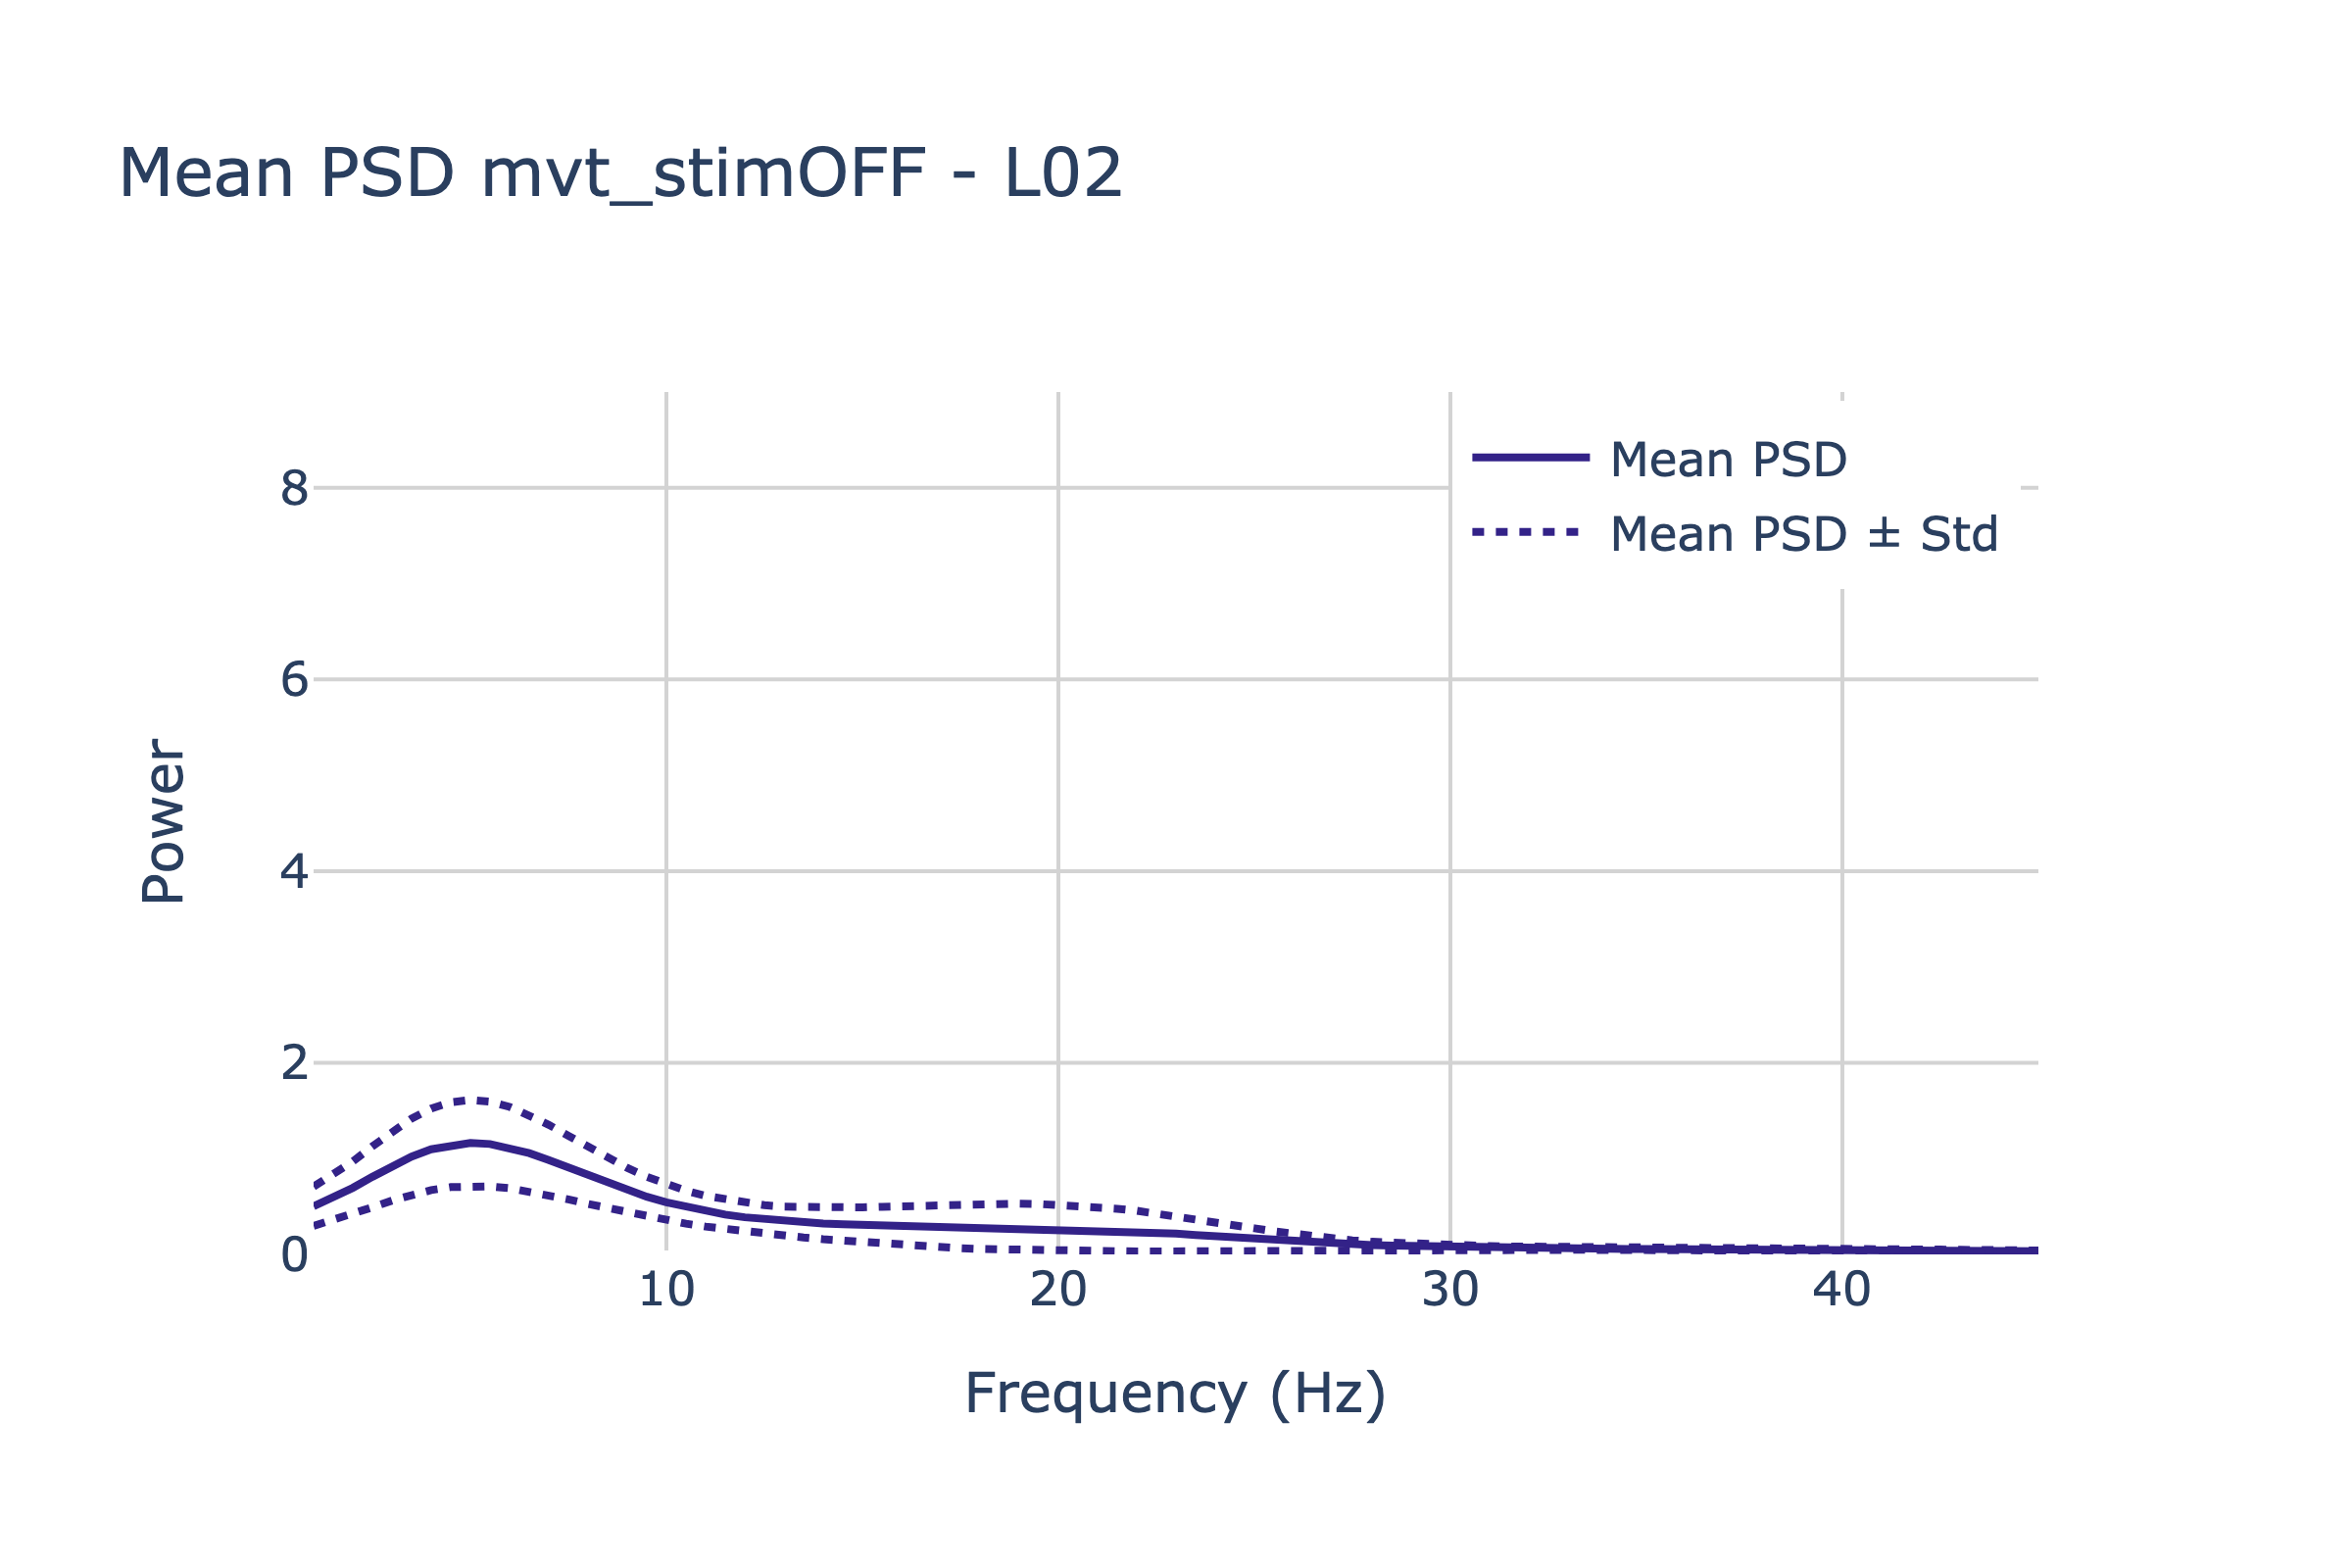 Mean PSD mvt_stimOFF - L02
Mean PSD
Mean PSD ± Std
8
6
4
2
0
Power
10 20 30 40
Frequency (Hz)